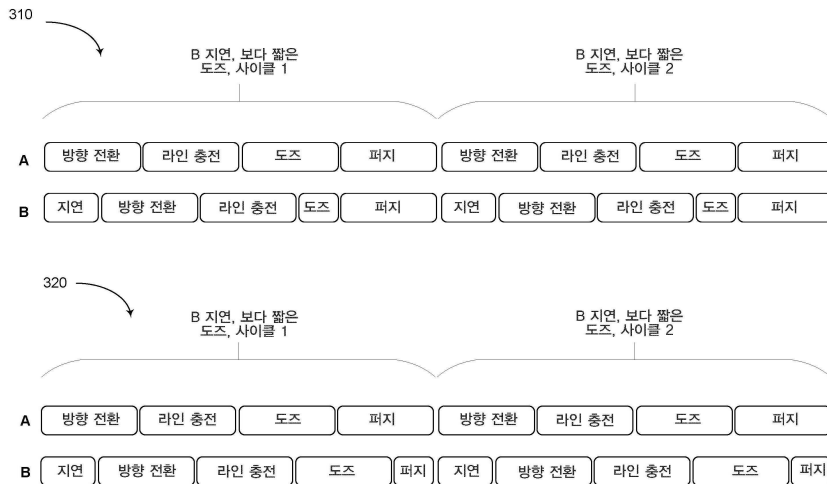 310
B 지연, 보다 짧은
도즈, 사이클 1
B 지연, 보다 짧은
도즈, 사이클 2
A 방향 전환 라인 충전 도즈 퍼지 방향 전환 라인 충전 도즈 퍼지
B 지연 방향 전환 라인 충전 도즈 퍼지 지연 방향 전환 라인 충전 도즈 퍼지
320
B 지연, 보다 짧은
도즈, 사이클 1
B 지연, 보다 짧은
도즈, 사이클 2
A 방향 전환 라인 충전 도즈 퍼지 방향 전환 라인 충전 도즈 퍼지
B 지연 방향 전환 라인 충전 도즈 퍼지 지연 방향 전환 라인 충전 도즈 퍼지